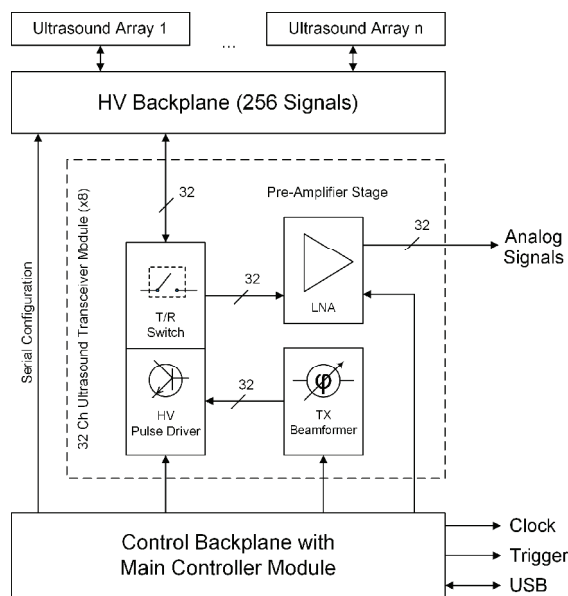 Ultrasound Array 1
...
Ultrasound Array n
HV Backplane (256 Signals)
Serial Configuration
32 Ch Ultrasound Transceiver Module (x8)
32
Pre-Amplifier Stage
32
Analog
Signals
T/R
Switch
32
LNA
HV
Pulse Driver
32
φ
TX
Beamformer
Control Backplane with
Main Controller Module
Clock
Trigger
USB